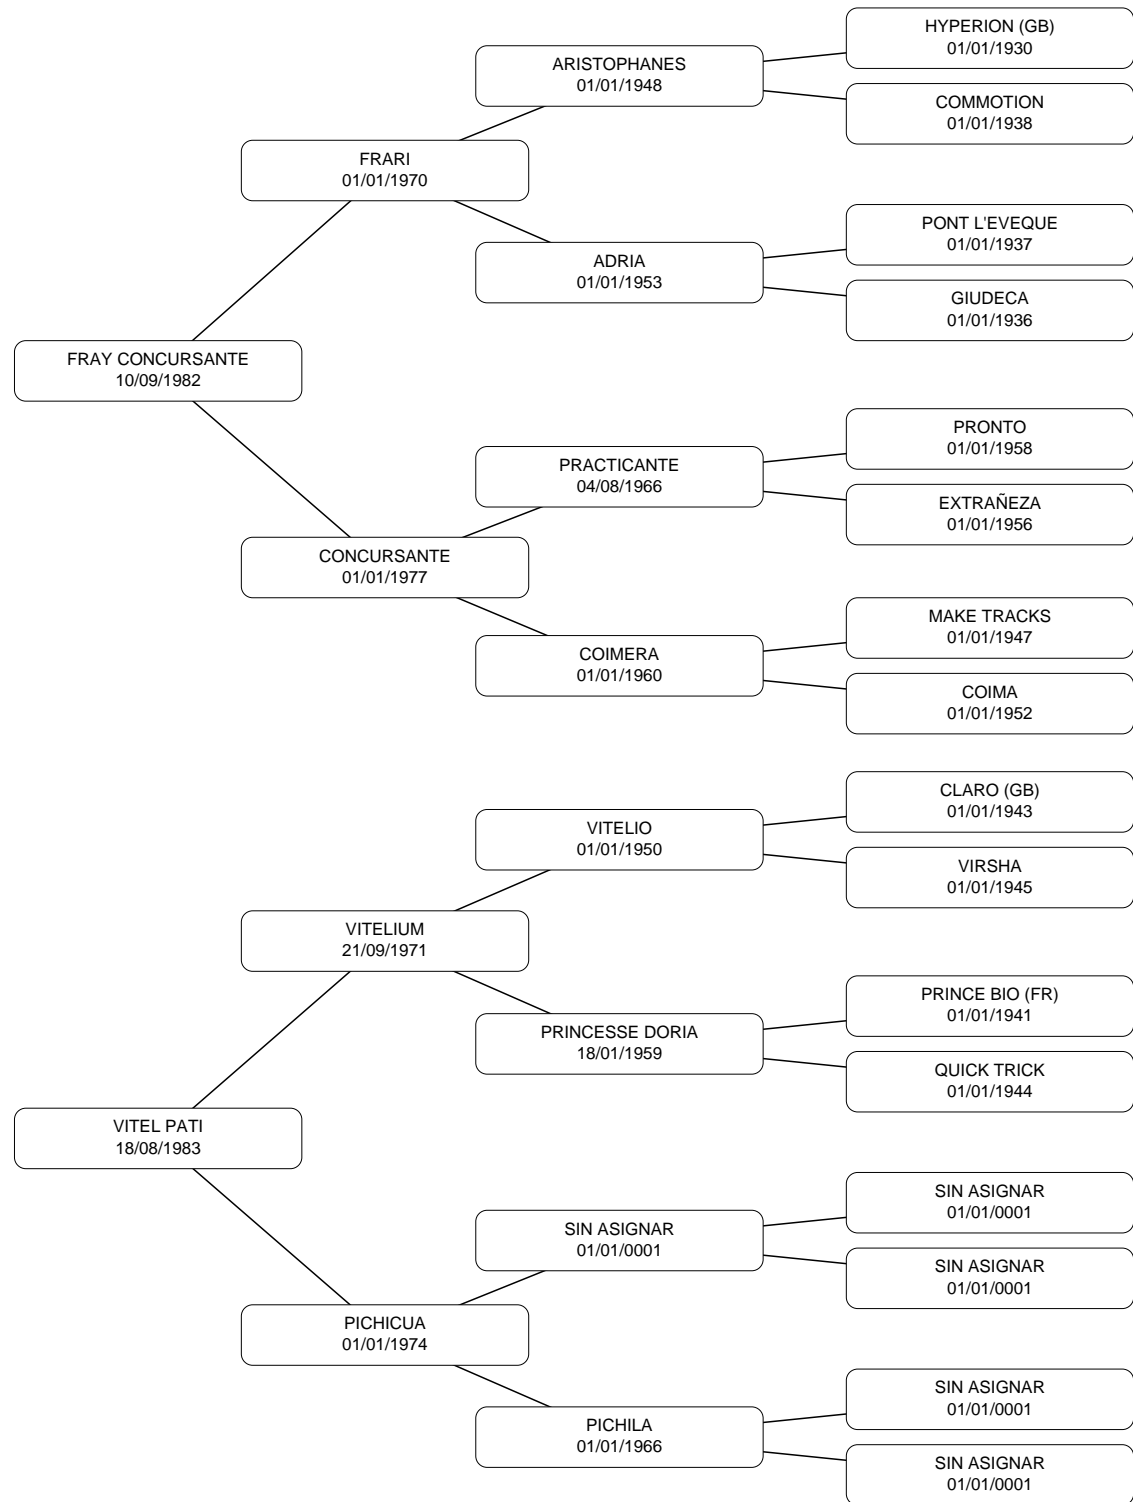 HYPERION (GB)
01/01/1930
ARISTOPHANES
01/01/1948
COMMOTION
01/01/1938
FRARI
01/01/1970
PONT L'EVEQUE
01/01/1937
ADRIA
01/01/1953
GIUDECA
01/01/1936
FRAY CONCURSANTE
10/09/1982
PRONTO
01/01/1958
PRACTICANTE
04/08/1966
EXTRAÑEZA
01/01/1956
CONCURSANTE
01/01/1977
MAKE TRACKS
01/01/1947
COIMERA
01/01/1960
COIMA
01/01/1952
CLARO (GB)
01/01/1943
VITELIO
01/01/1950
VIRSHA
01/01/1945
VITELIUM
21/09/1971
PRINCE BIO (FR)
01/01/1941
PRINCESSE DORIA
18/01/1959
QUICK TRICK
01/01/1944
VITEL PATI
18/08/1983
SIN ASIGNAR
01/01/0001
SIN ASIGNAR
01/01/0001
SIN ASIGNAR
01/01/0001
PICHICUA
01/01/1974
SIN ASIGNAR
01/01/0001
PICHILA
01/01/1966
SIN ASIGNAR
01/01/0001